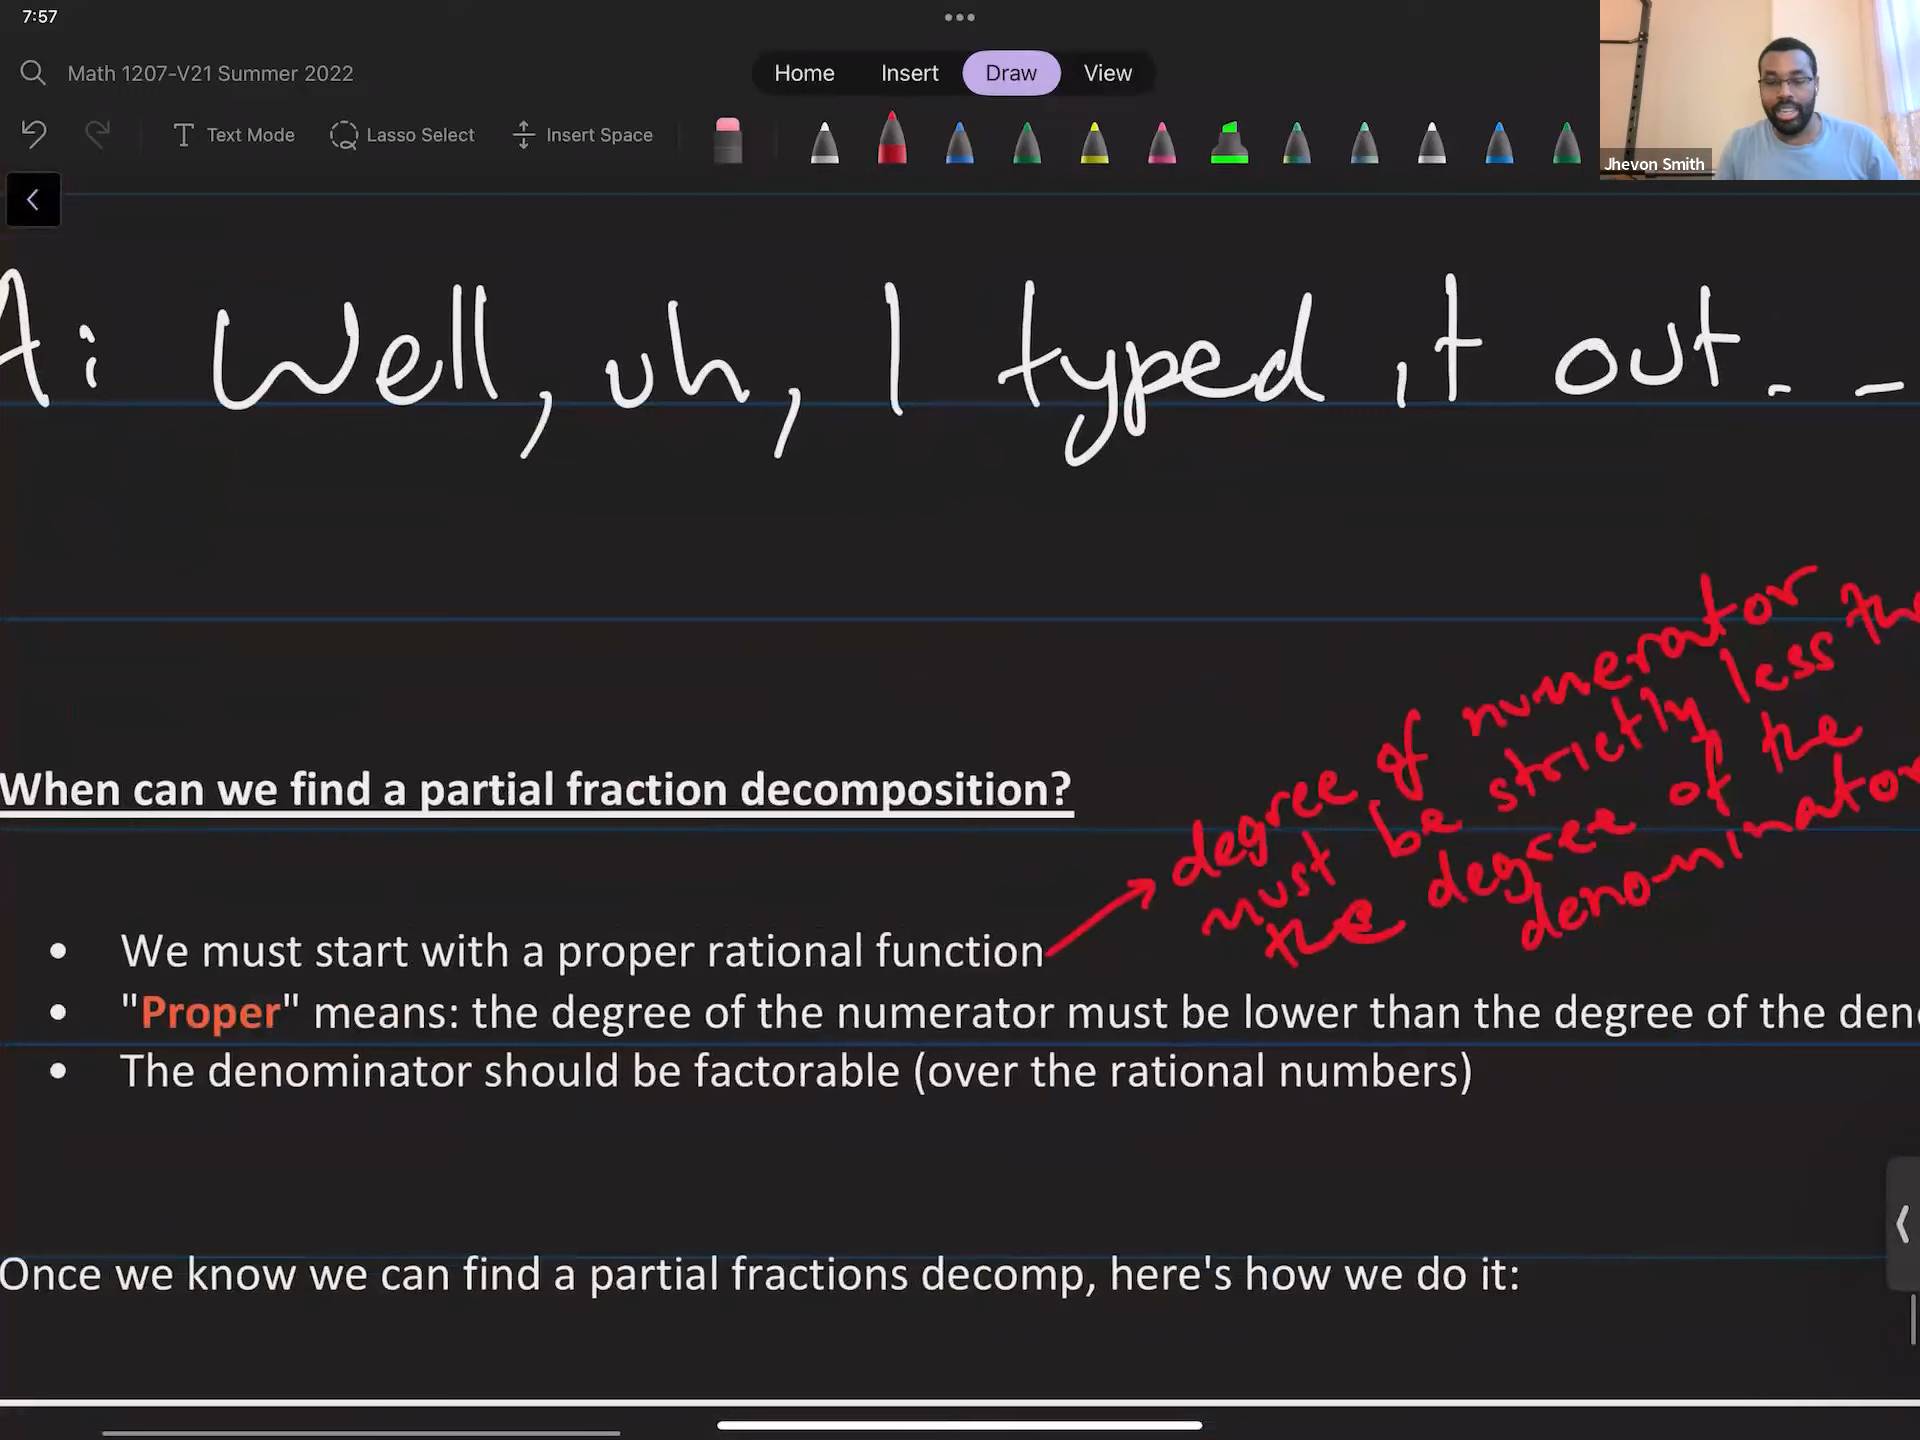 7:57
Math 1207-V21 Summer 2022
Home Insert Draw View
Text Mode Lasso Select Insert Space
Jhevon Smith
A: Well, uh, I typed it out. _
degree of numerator
must be strictly less
the degree of the
denominator
When can we find a partial fraction decomposition?
• We must start with a proper rational function
• "Proper" means: the degree of the numerator must be lower than the degree of the
• The denominator should be factorable (over the rational numbers)
Once we know we can find a partial fractions decomp, here's how we do it: